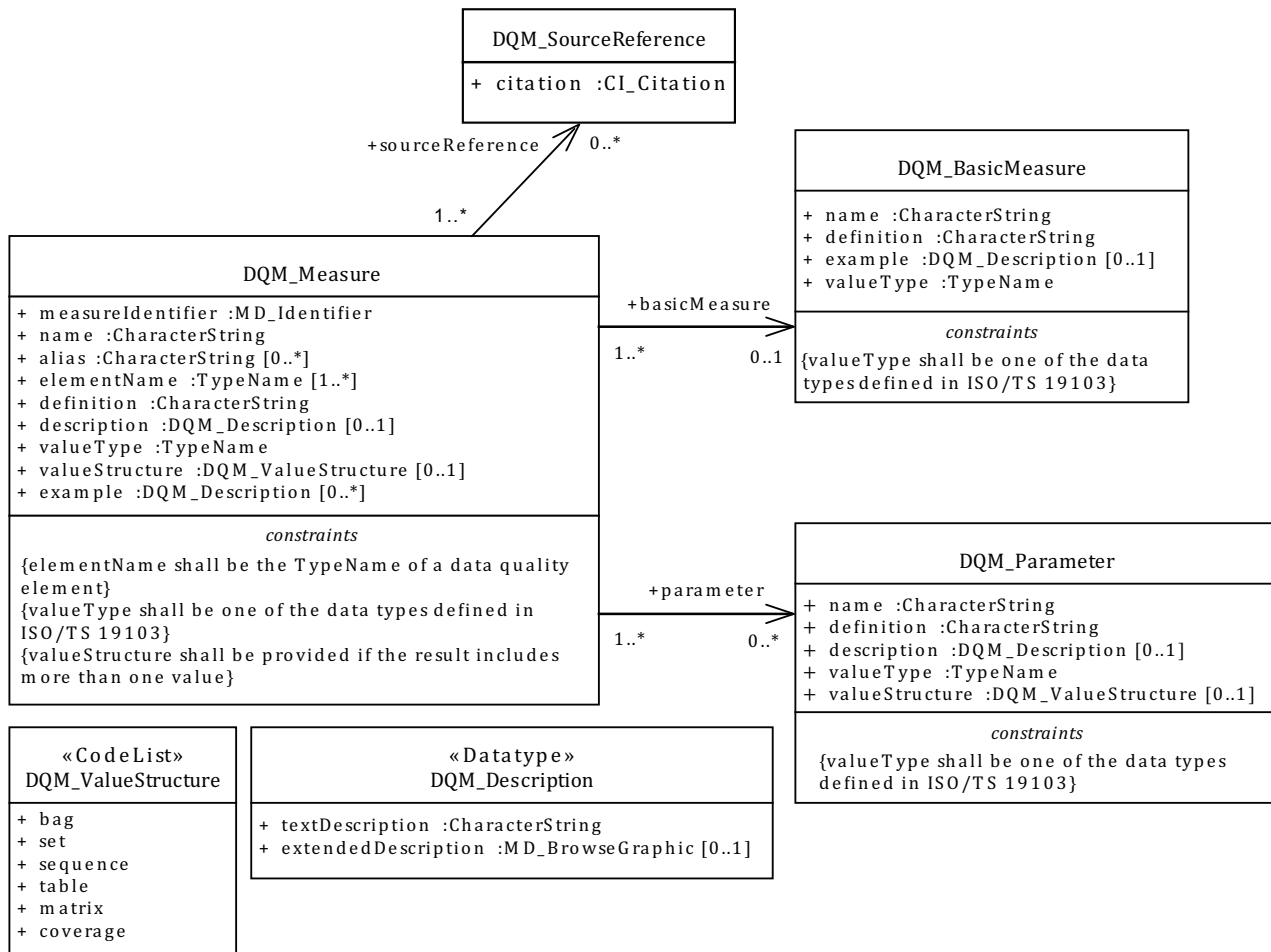 DQM_SourceReference
+ citation :CI_Citation
+sourceReference
0..*
1..*
DQM_BasicMeasure
+ name :CharacterString
+ definition :CharacterString
+ example :DQM_Description [0..1]
+ valueType :TypeName
constraints
{valueType shall be one of the data
types defined in ISO/TS 19103}
DQM_Measure
+ measureIdentifier :MD_Identifier
+ name :CharacterString
+ alias :CharacterString [0..*]
+ elementName :TypeName [1..*]
+ definition :CharacterString
+ description :DQM_Description [0..1]
+ valueType :TypeName
+ valueStructure :DQM_ValueStructure [0..1]
+ example :DQM_Description [0..*]
constraints
{elementName shall be the TypeName of a data quality
element}
{valueType shall be one of the data types defined in
ISO/TS 19103}
{valueStructure shall be provided if the result includes
more than one value}
+basicMeasure
1..*
0..1
+parameter
1..*
0..*
DQM_Parameter
+ name :CharacterString
+ definition :CharacterString
+ description :DQM_Description [0..1]
+ valueType :TypeName
+ valueStructure :DQM_ValueStructure [0..1]
constraints
{valueType shall be one of the data types
defined in ISO/TS 19103}
«CodeList»
DQM_ValueStructure
+ bag
+ set
+ sequence
+ table
+ matrix
+ coverage
«Datatype»
DQM_Description
+ textDescription :CharacterString
+ extendedDescription :MD_BrowseGraphic [0..1]